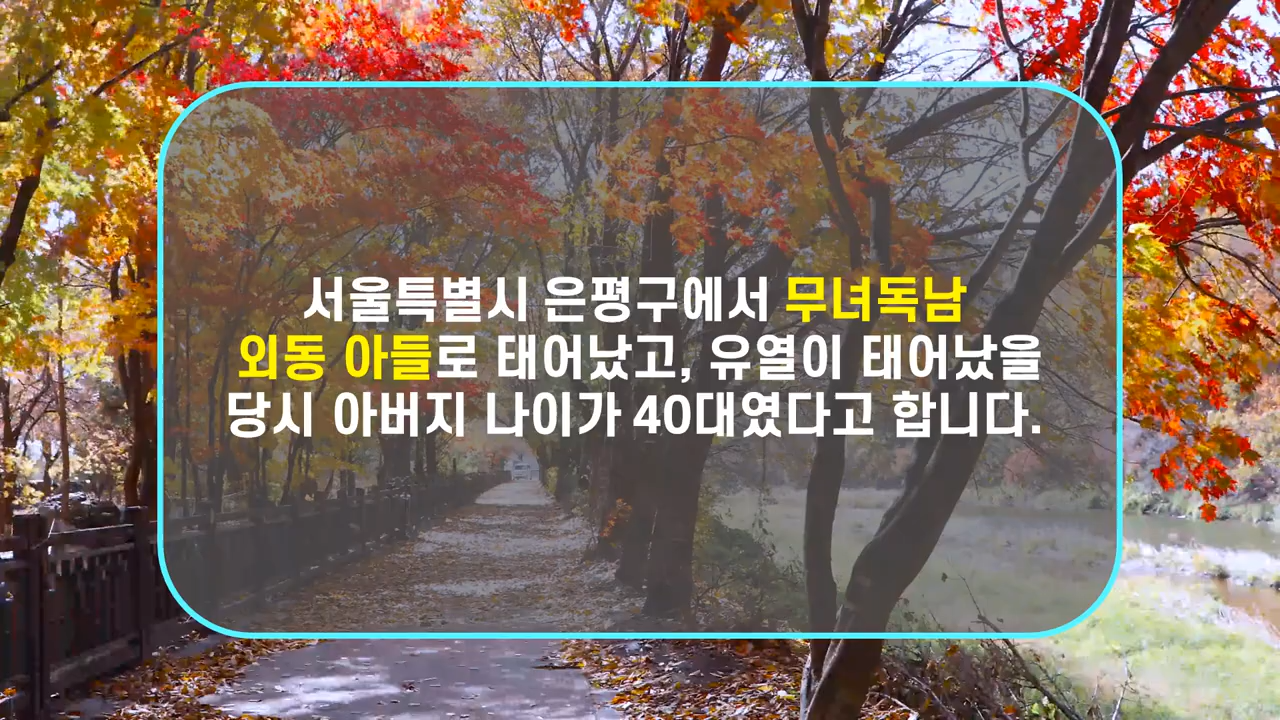 서울특별시 은평구에서 무녀독남
외동 아들로 태어났고, 유열이 태어났을
당시 아버지 나이가 40대였다고 합니다.